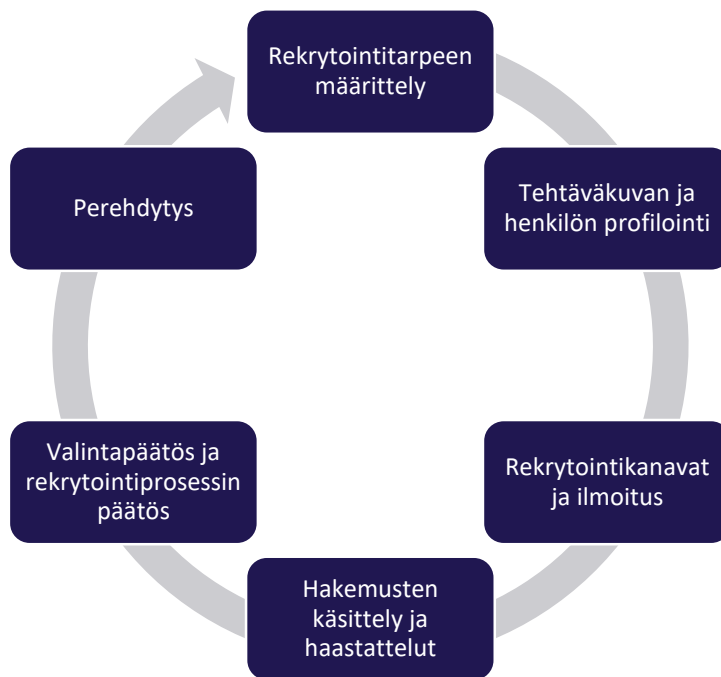 Rekrytointitarpeen
määrittely
Tehtäväkuvan ja
henkilön profilointi
Rekrytointikanavat
ja ilmoitus
Hakemusten
käsittely ja
haastattelut
Valintapäätös ja
rekrytointiprosessin
päätös
Perehdytys